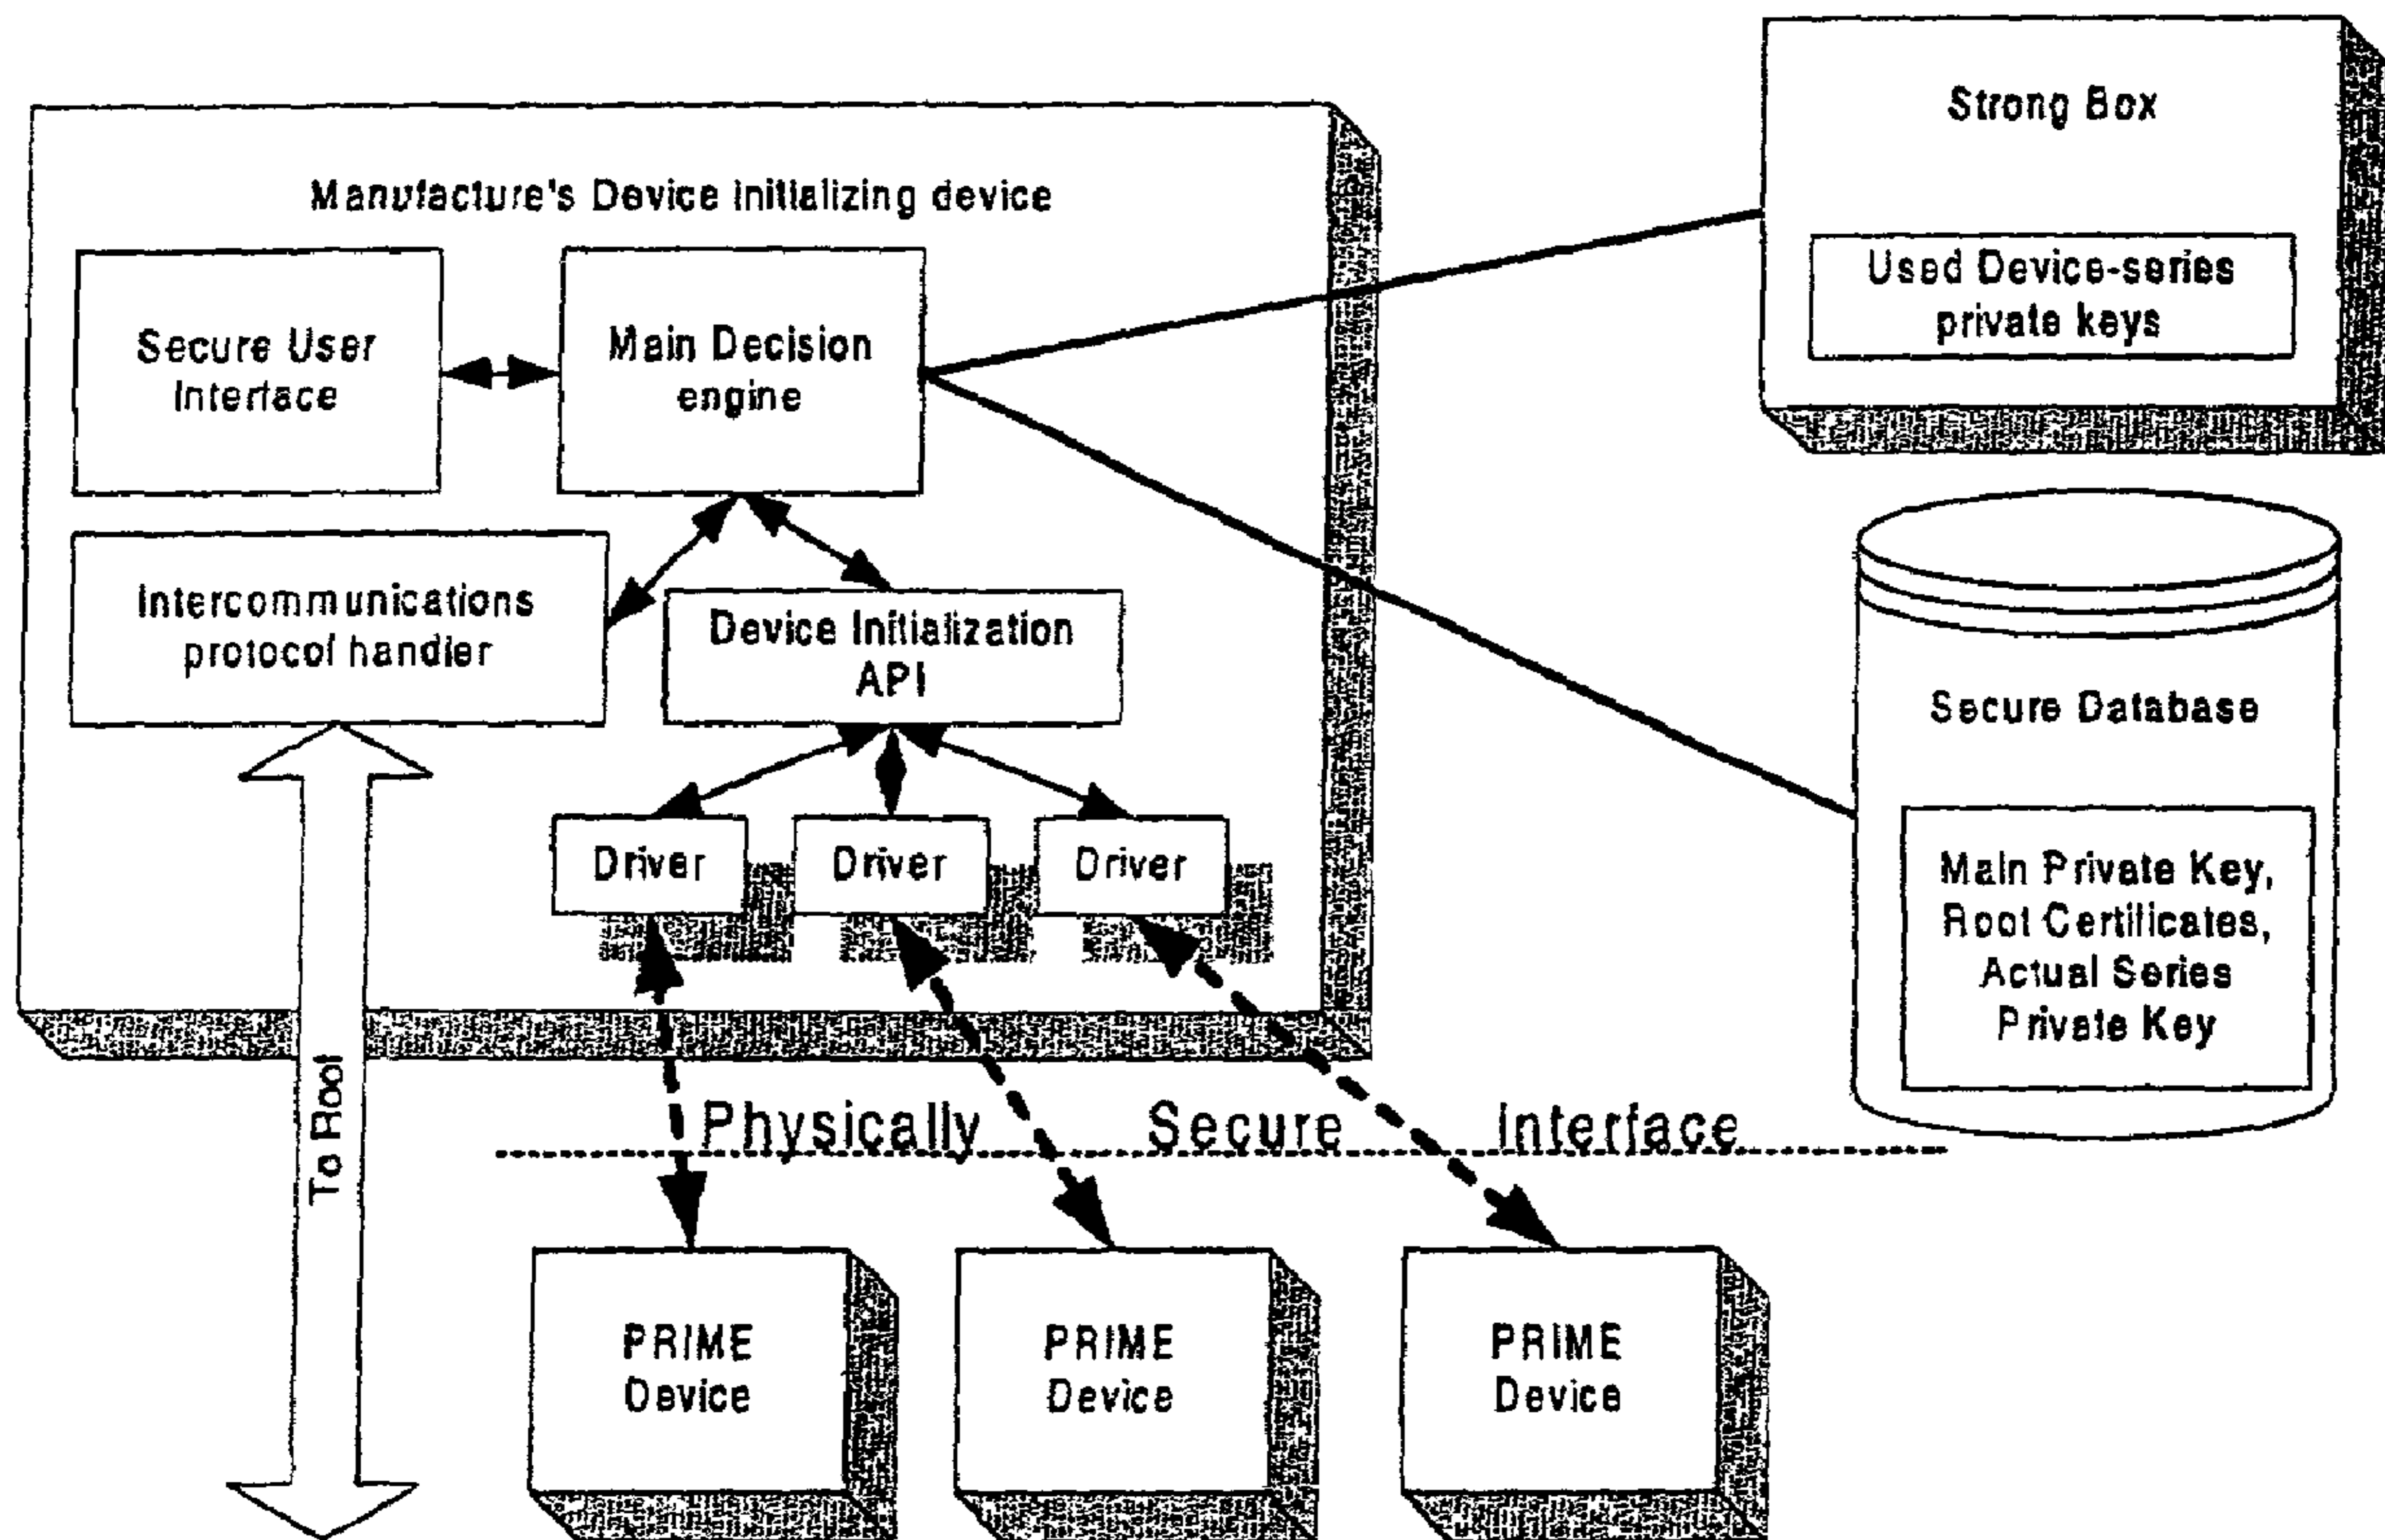 Strong Box
Used Device-series
private keys
Manufacture's Device initializing device
Secure User
Interface
Main Decision
engine
Intercommunications
protocol handler
Device Initialization
API
Driver
Driver
Driver
Secure Database
Main Private Key,
Root Certificates,
Actual Series
Private Key
To Root
Physically Secure Interface
PRIME
Device
PRIME
Device
PRIME
Device